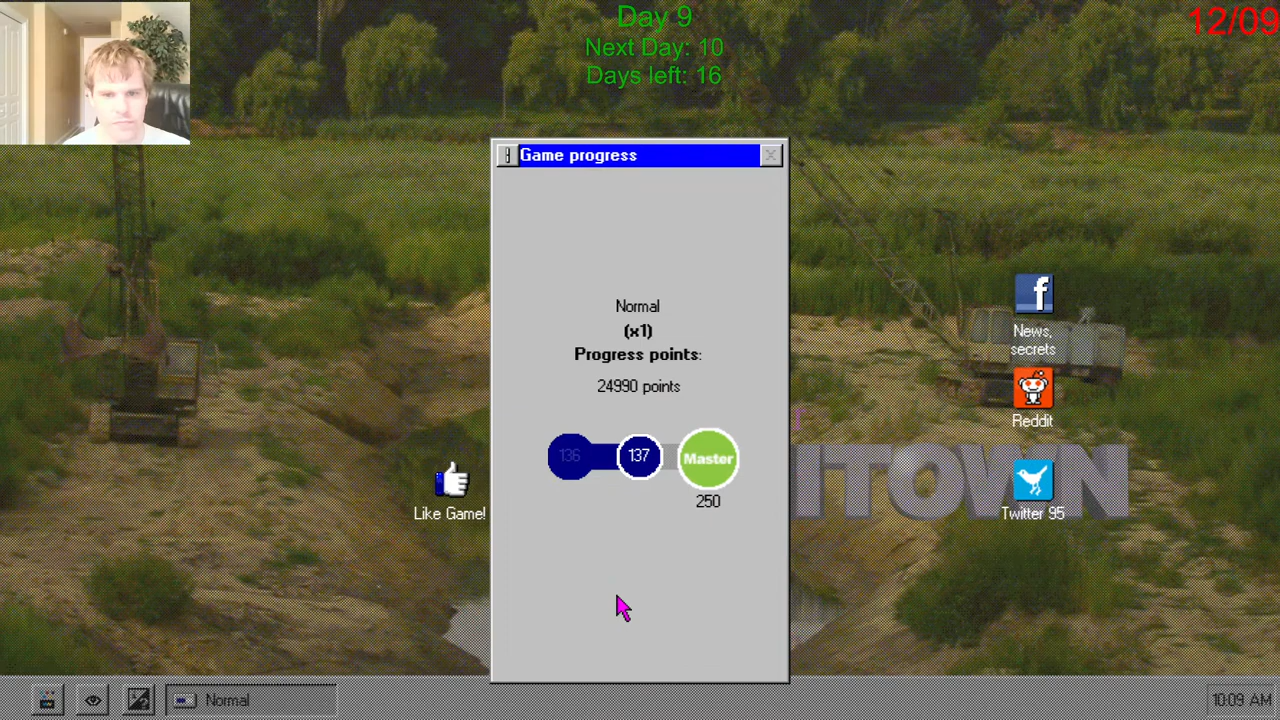 Day 9
Next Day: 10
Days left: 16
12/09
Game progress
Normal
(x1)
Progress points:
24990 points
136
137
Master
250
Like Game!
News,
secrets
Reddit
Twitter 95
Normal
10:09 AM